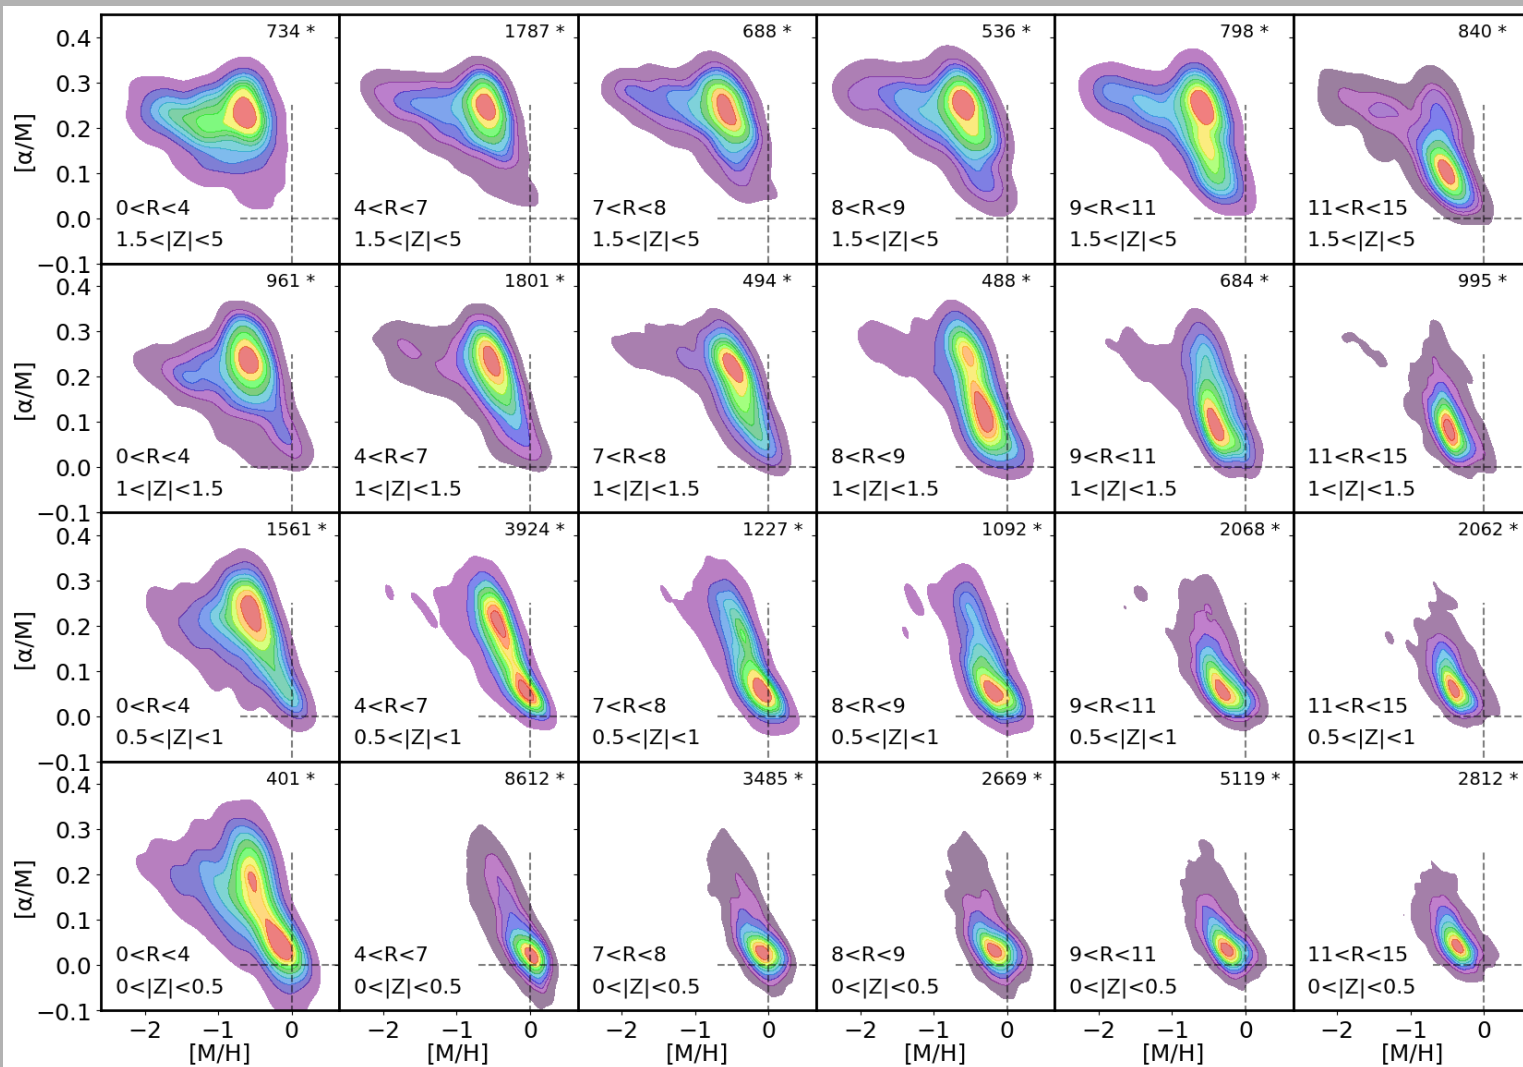 0.4 734 * 1787 * 688 * 536 * 798 * 840 *
0.3
[α/M] 0.2
0.1
0<R<4 4<R<7 7<R<8 8<R<9 9<R<11 11<R<15
0.0
1.5<|Z|<5 1.5<|Z|<5 1.5<|Z|<5 1.5<|Z|<5 1.5<|Z|<5 1.5<|Z|<5
−0.1
0.4 961 * 1801 * 494 * 488 * 684 * 995 *
0.3
[α/M] 0.2
0.1
0<R<4 4<R<7 7<R<8 8<R<9 9<R<11 11<R<15
0.0
1<|Z|<1.5 1<|Z|<1.5 1<|Z|<1.5 1<|Z|<1.5 1<|Z|<1.5 1<|Z|<1.5
−0.1
0.4 1561 * 3924 * 1227 * 1092 * 2068 * 2062 *
0.3
[α/M] 0.2
0.1
0<R<4 4<R<7 7<R<8 8<R<9 9<R<11 11<R<15
0.0
0.5<|Z|<1 0.5<|Z|<1 0.5<|Z|<1 0.5<|Z|<1 0.5<|Z|<1 0.5<|Z|<1
−0.1
0.4 401 * 8612 * 3485 * 2669 * 5119 * 2812 *
0.3
[α/M] 0.2
0.1
0<R<4 4<R<7 7<R<8 8<R<9 9<R<11 11<R<15
0.0
0<|Z|<0.5 0<|Z|<0.5 0<|Z|<0.5 0<|Z|<0.5 0<|Z|<0.5 0<|Z|<0.5
−0.1
−2 −1 0 −2 −1 0 −2 −1 0 −2 −1 0 −2 −1 0 −2 −1 0
[M/H] [M/H] [M/H] [M/H] [M/H] [M/H]